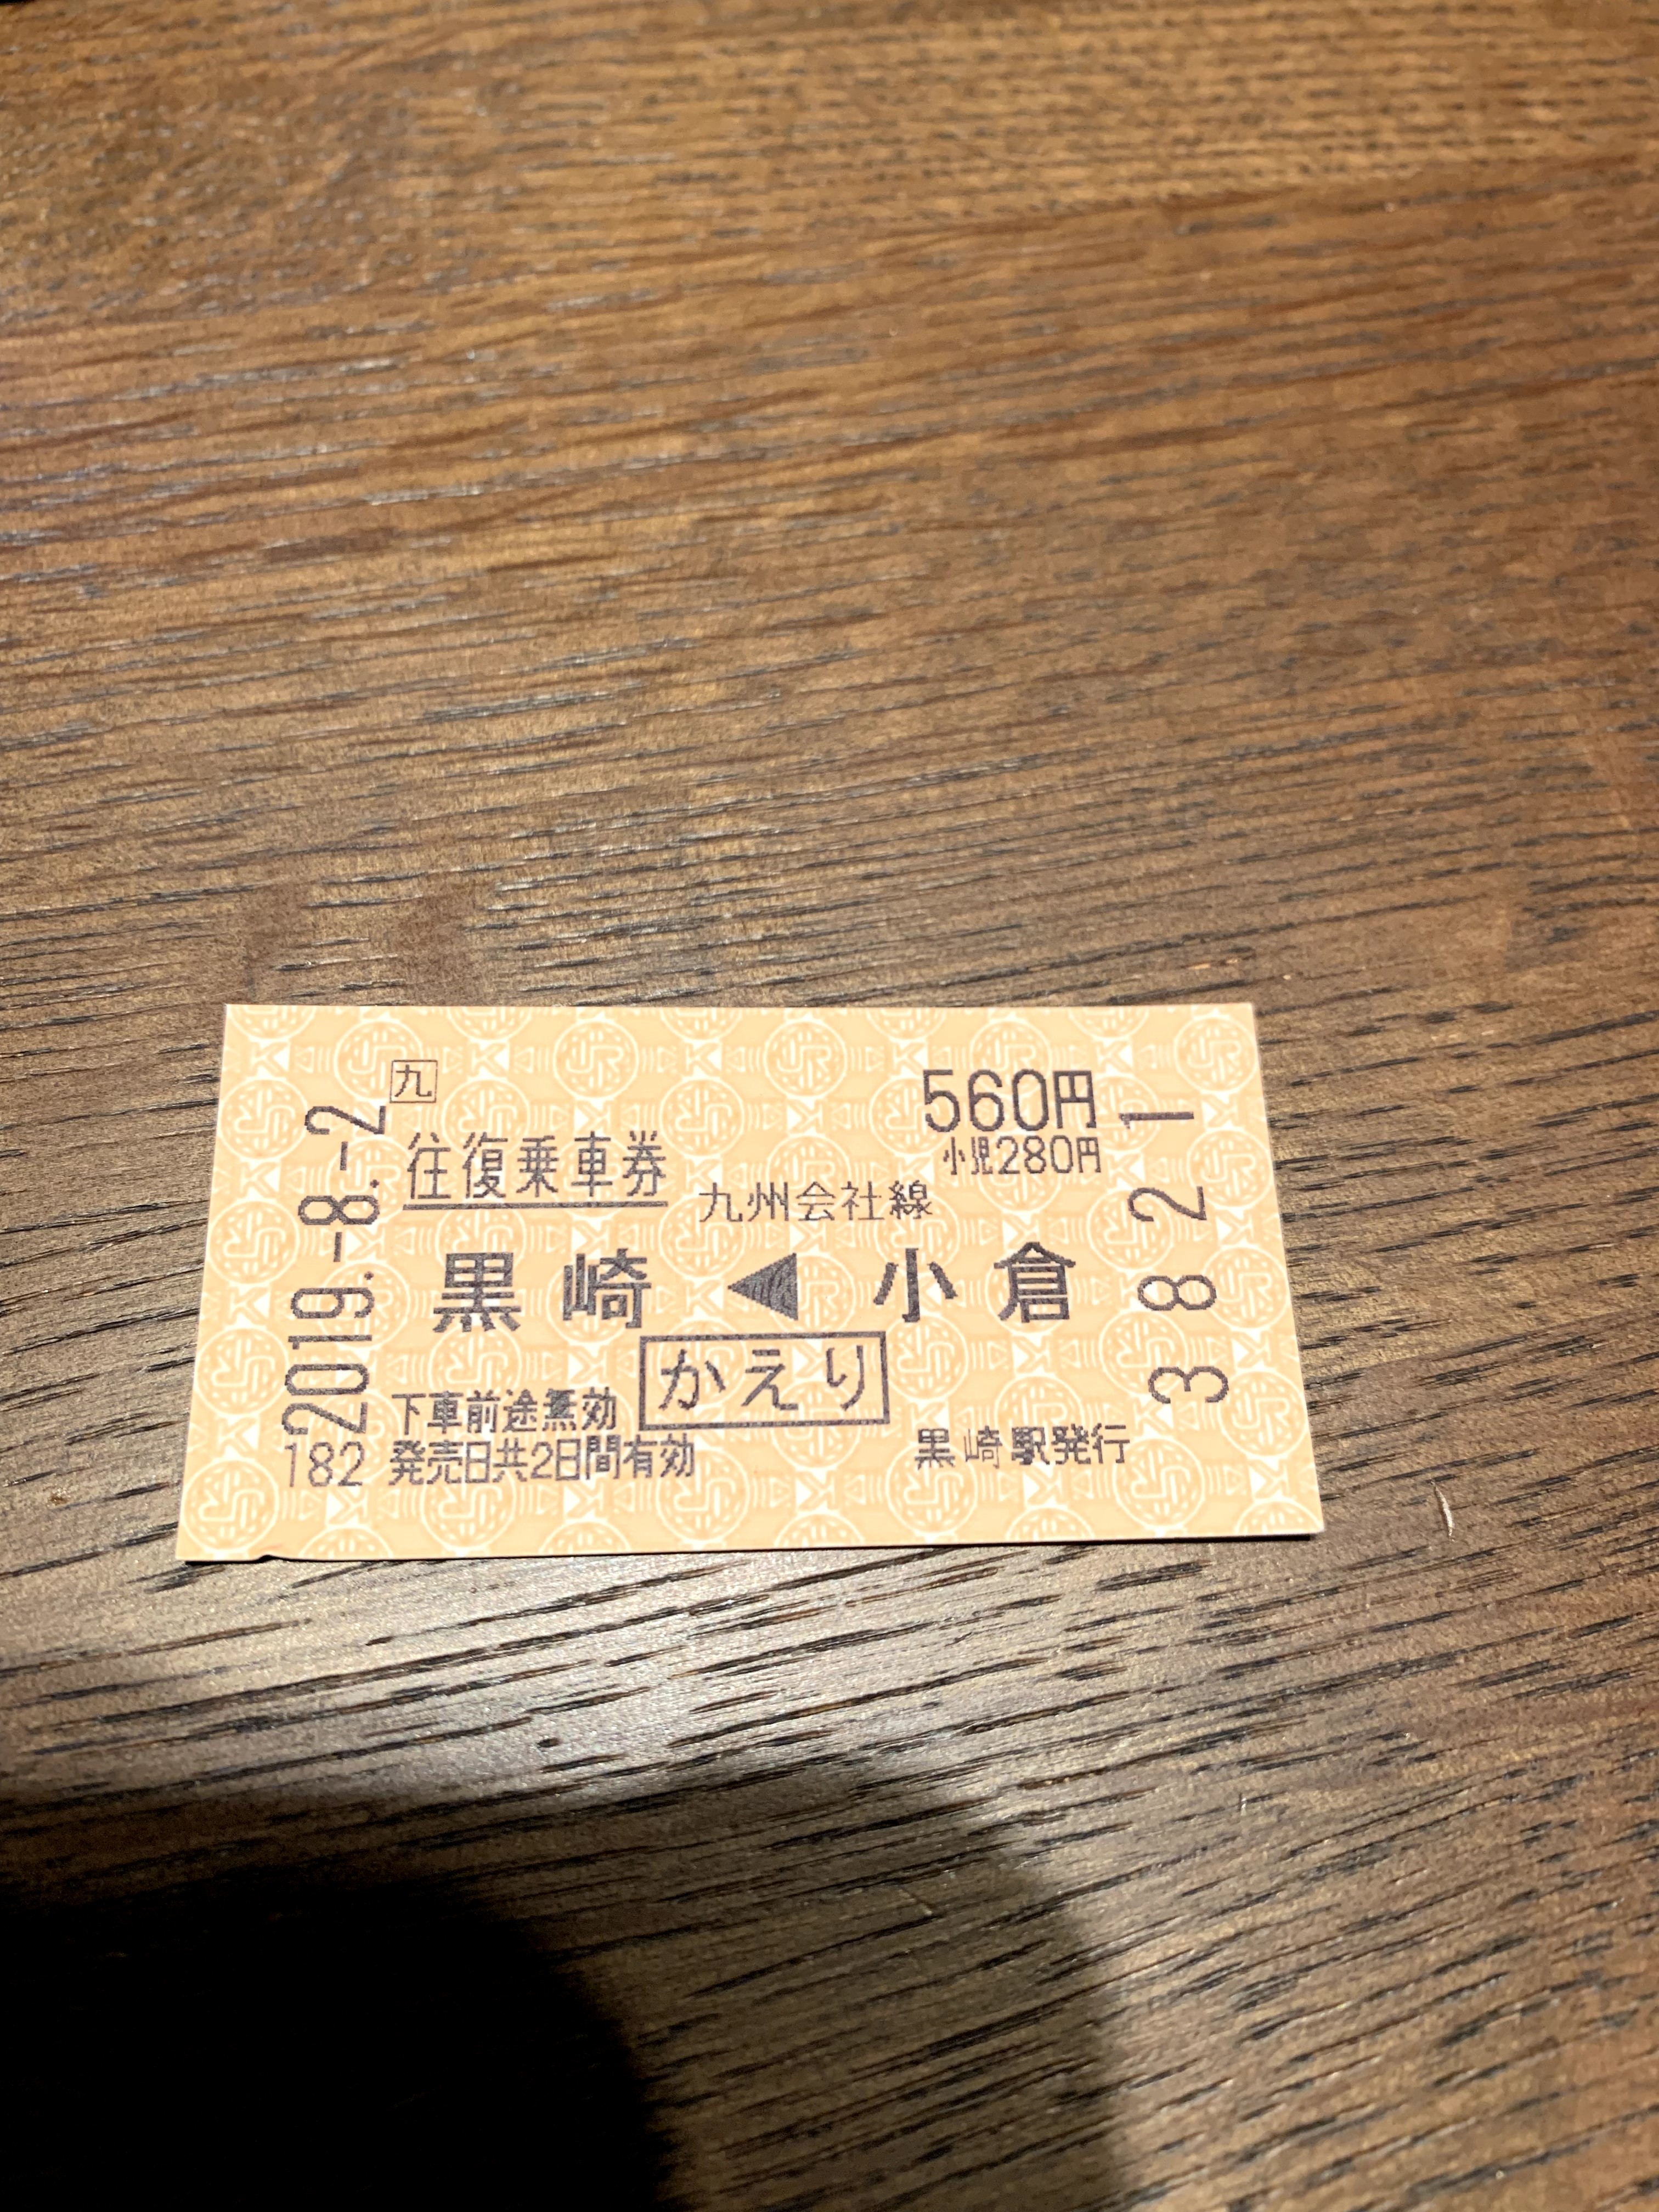 九
560円
小児280円
往復乗車券
九州会社線
黒崎 ◀ 小倉
かえり
下車前途無効
発売日共2日間有効
黒崎駅発行
182
2019.-8.-2
3821